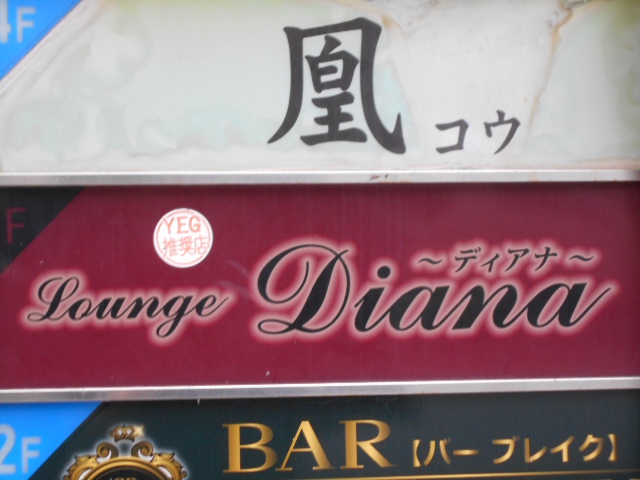 4F
凰 コウ
F
YEG
推奨店
～ディアナ～
Lounge Diana
2F
BAR【バー ブレイク】